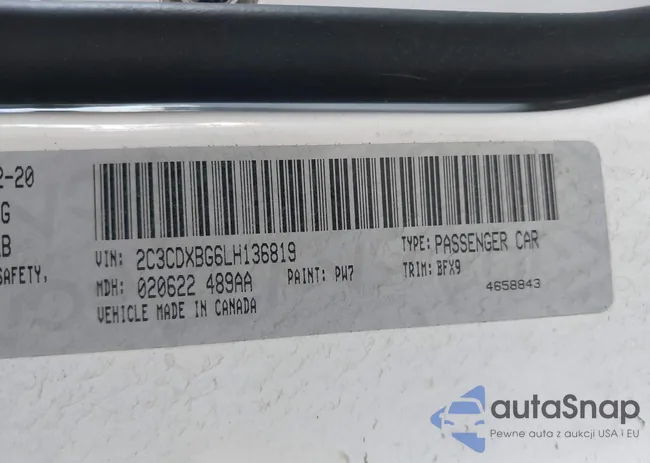 2-20
G
B
SAFETY,
VIN: 2C3CDXBG6LH136819
TYPE: PASSENGER CAR
MDH: 020622 489AA
PAINT: PW7
TRIM: BFX9
VEHICLE MADE IN CANADA
4658843
autaSnap
Pewne auta z aukcji USA i EU